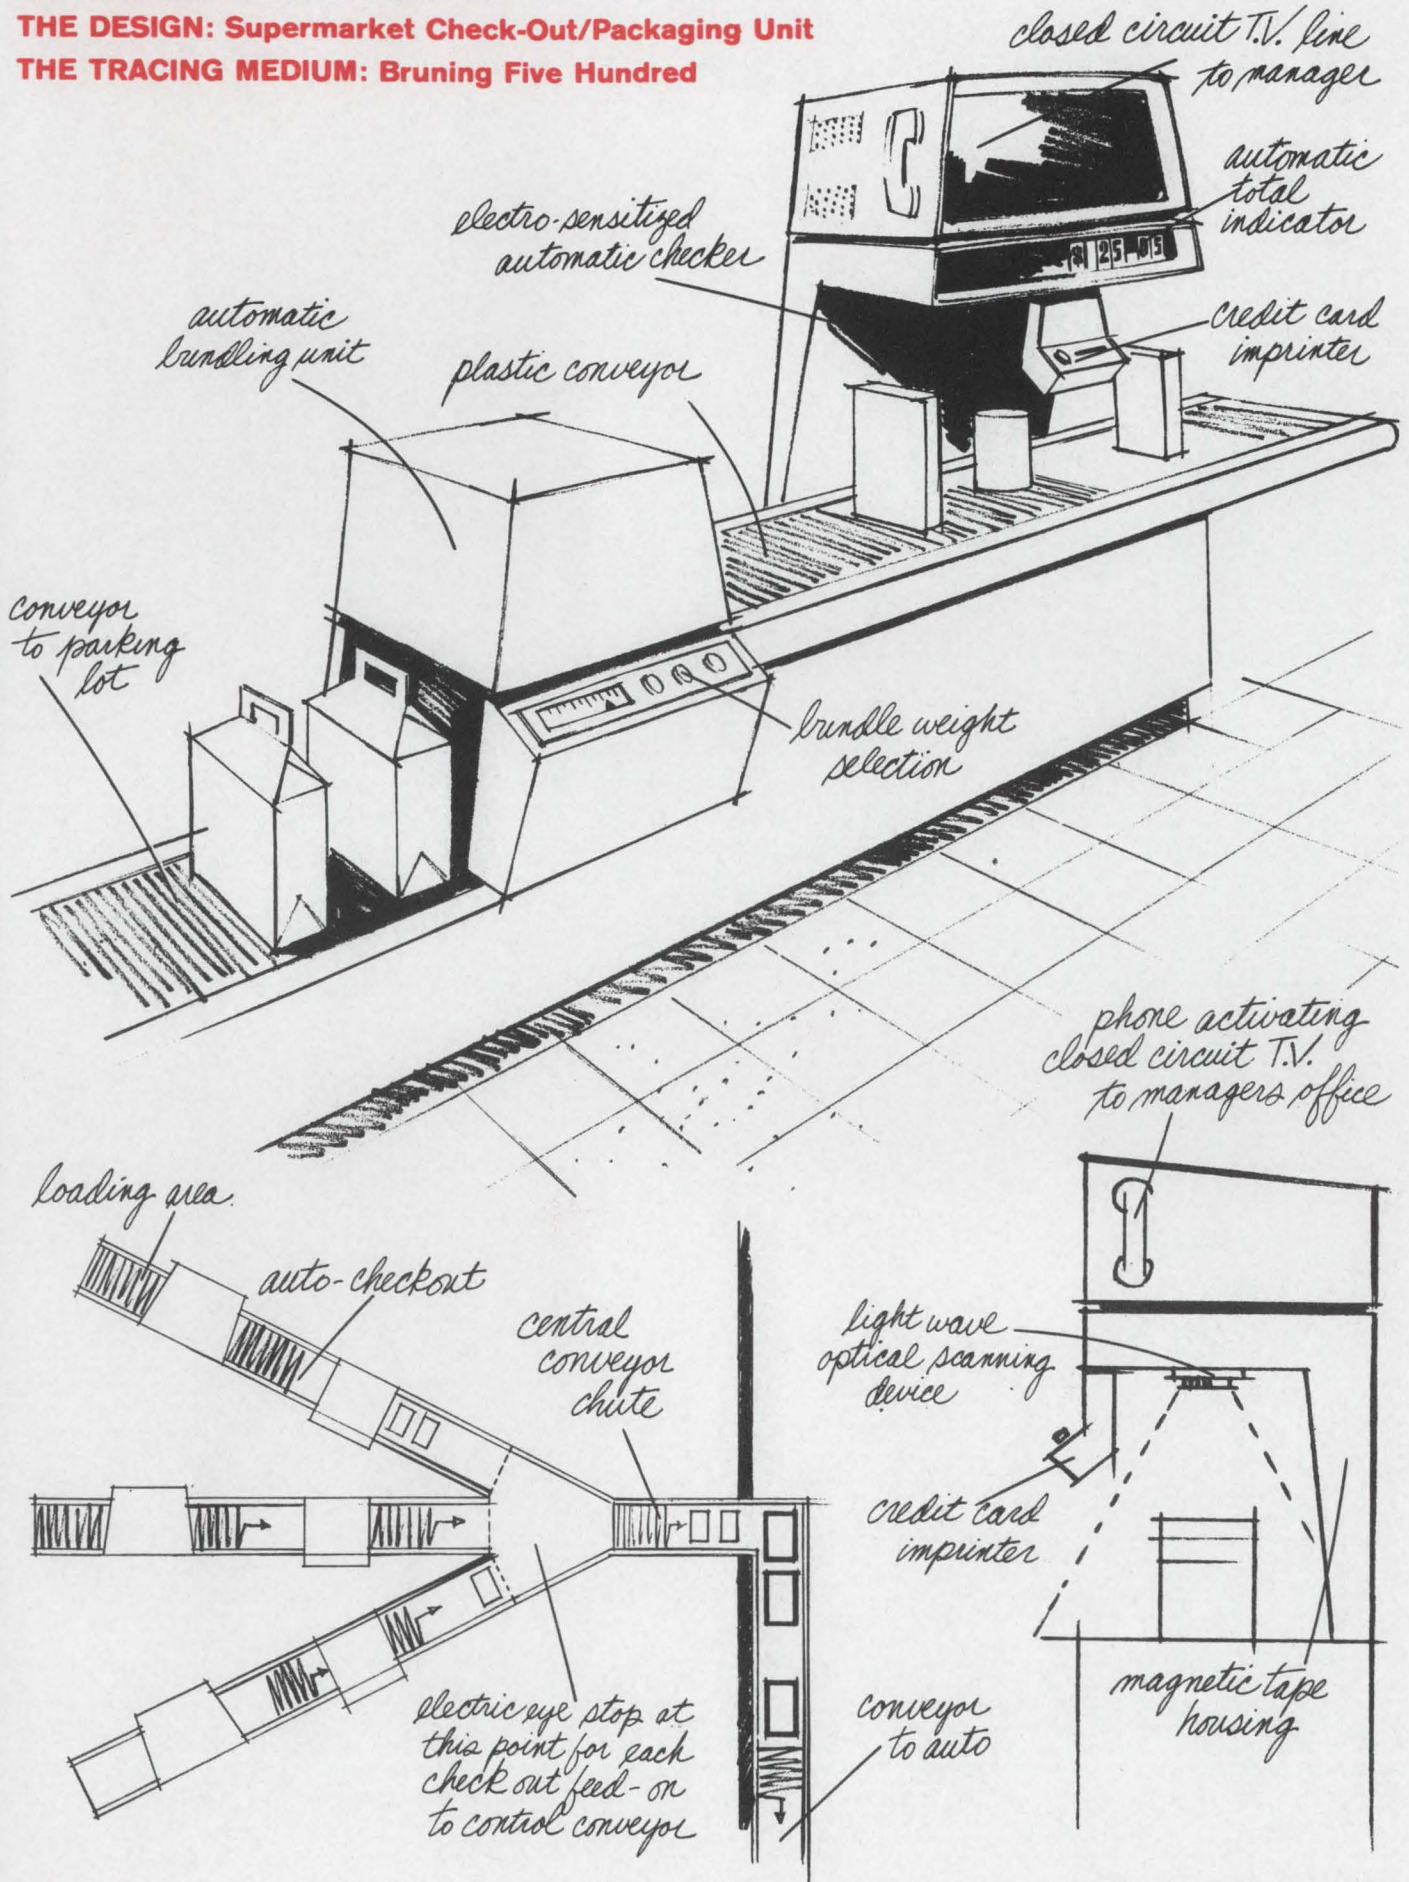 THE DESIGN: Supermarket Check-Out/Packaging Unit
THE TRACING MEDIUM: Bruning Five Hundred
closed circuit T.V. line
to manager
automatic
total
indicator
electro-sensitized
automatic checker
$ 25 05
credit card
imprinter
automatic
bundling unit
plastic conveyor
conveyor
to parking
lot
bundle weight
selection
phone activating
closed circuit T.V.
to managers office
loading area.
auto-checkout
central
conveyor
chute
light wave
optical scanning
device
credit card
imprinter
electric eye stop at
this point for each
check out feed-on
to control conveyor
conveyor
to auto
magnetic tape
housing